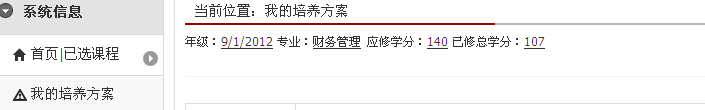 系统信息
首页|已选课程
我的培养方案
当前位置：我的培养方案
年级：9/1/2012 专业：财务管理 应修学分：140 已修总学分：107